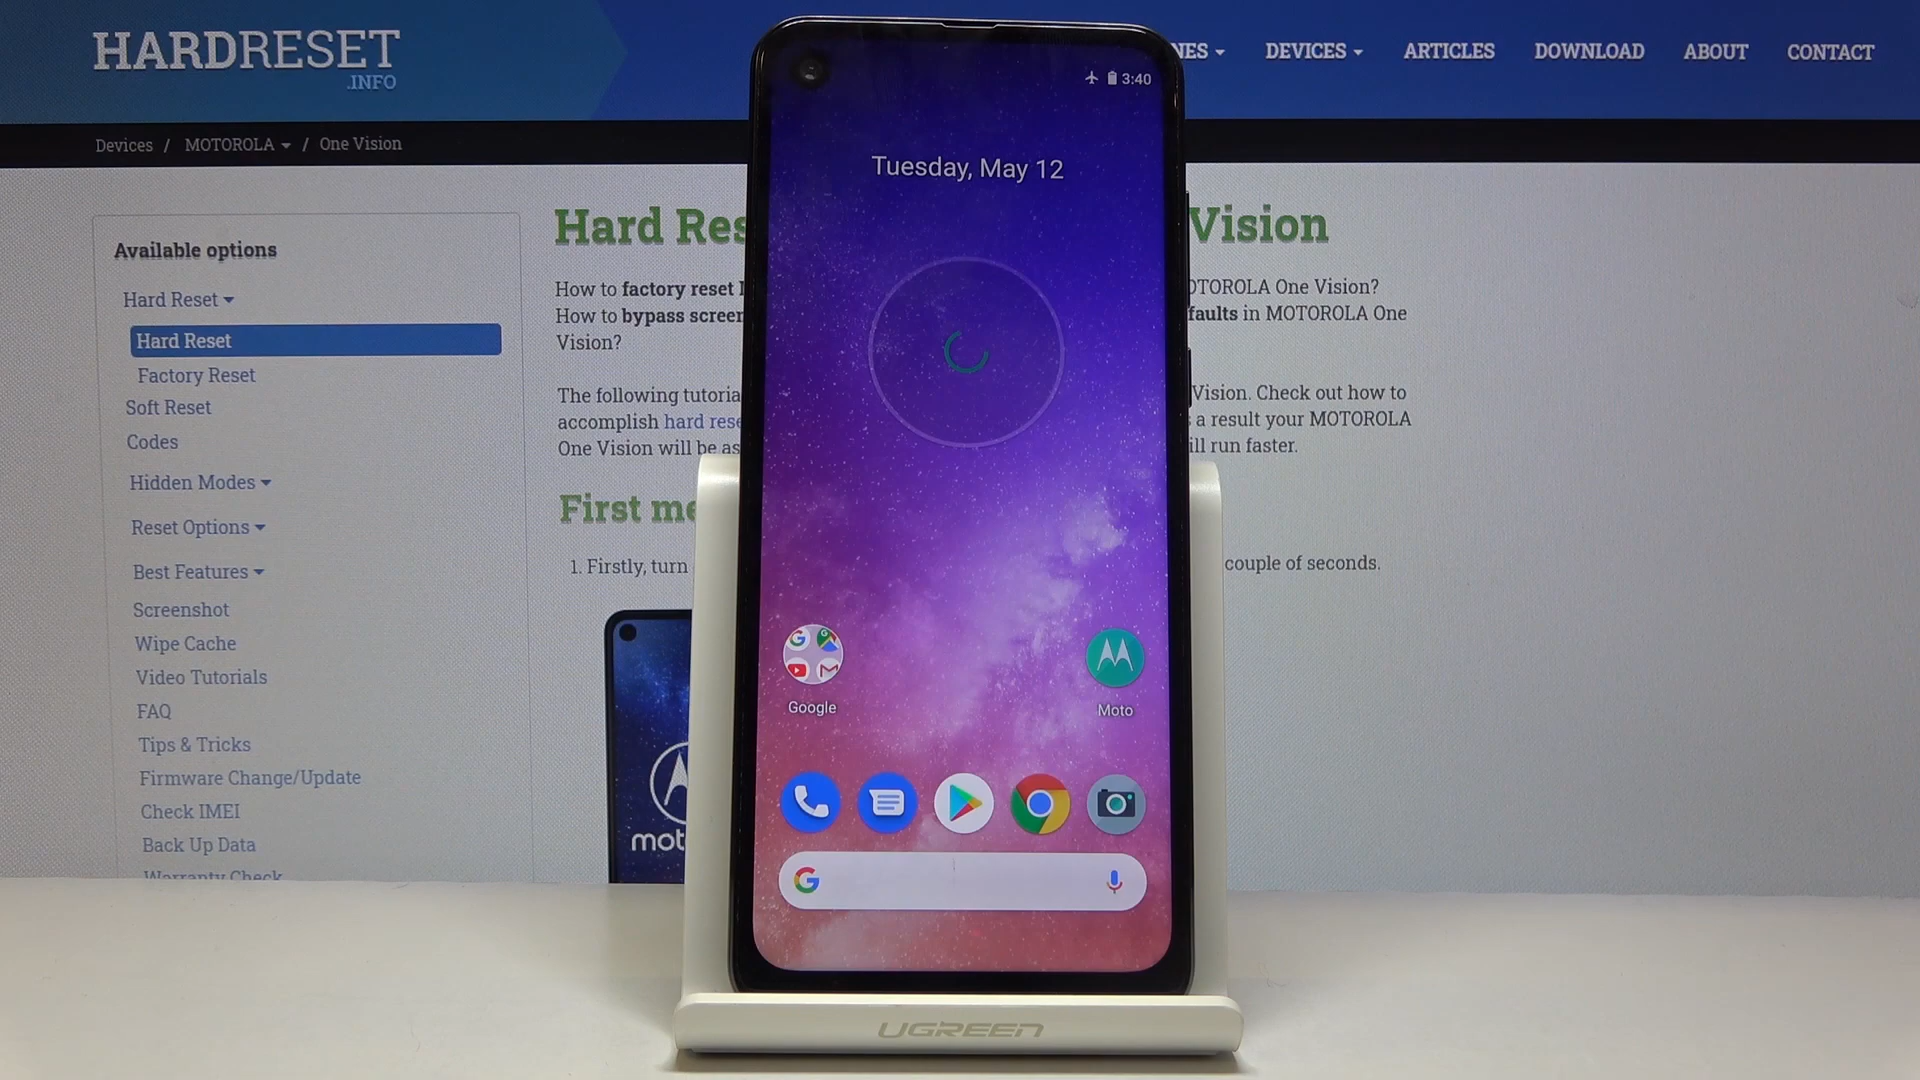 HARDRESET
.INFO
DEVICES
ARTICLES
DOWNLOAD
ABOUT
CONTACT
Devices / MOTOROLA / One Vision
Available options
Hard Reset
Hard Reset
Factory Reset
Soft Reset
Codes
Hidden Modes
Reset Options
Best Features
Screenshot
Wipe Cache
Video Tutorials
FAQ
Tips & Tricks
Firmware Change/Update
Check IMEI
Back Up Data
Warranty Check
Hard Res
Vision
How to factory reset
OTOROLA One Vision?
How to bypass screen
faults in MOTOROLA One
Vision?
The following tutoria
Vision. Check out how to
accomplish hard rese
a result your MOTOROLA
One Vision will be as
ill run faster.
First me
1. Firstly, turn
couple of seconds.
mot
3:40
Tuesday, May 12
Google
Moto
UGREEN